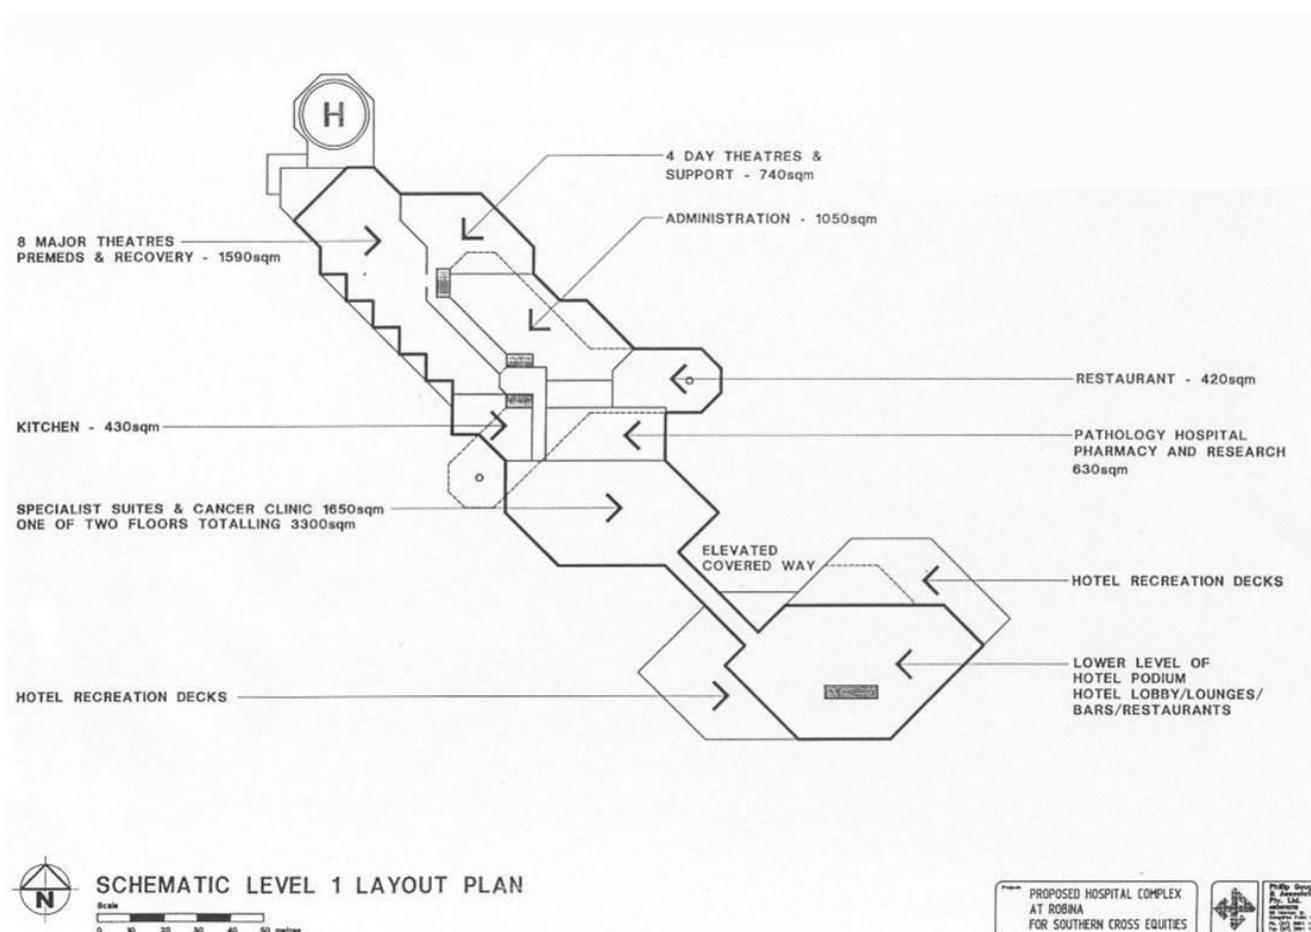 H
4 DAY THEATRES &
SUPPORT - 740sqm
ADMINISTRATION - 1050sqm
8 MAJOR THEATRES
PREMEDS & RECOVERY - 1590sqm
RESTAURANT - 420sqm
KITCHEN - 430sqm
PATHOLOGY HOSPITAL
PHARMACY AND RESEARCH
630sqm
SPECIALIST SUITES & CANCER CLINIC 1650sqm
ONE OF TWO FLOORS TOTALLING 3300sqm
ELEVATED
COVERED WAY
HOTEL RECREATION DECKS
LOWER LEVEL OF
HOTEL PODIUM
HOTEL LOBBY/LOUNGES/
BARS/RESTAURANTS
HOTEL RECREATION DECKS
N
SCHEMATIC LEVEL 1 LAYOUT PLAN
Scale
0 10 20 30 40 50 metres
PROPOSED HOSPITAL COMPLEX
AT ROBINA
FOR SOUTHERN CROSS EQUITIES
Pty. Ltd.